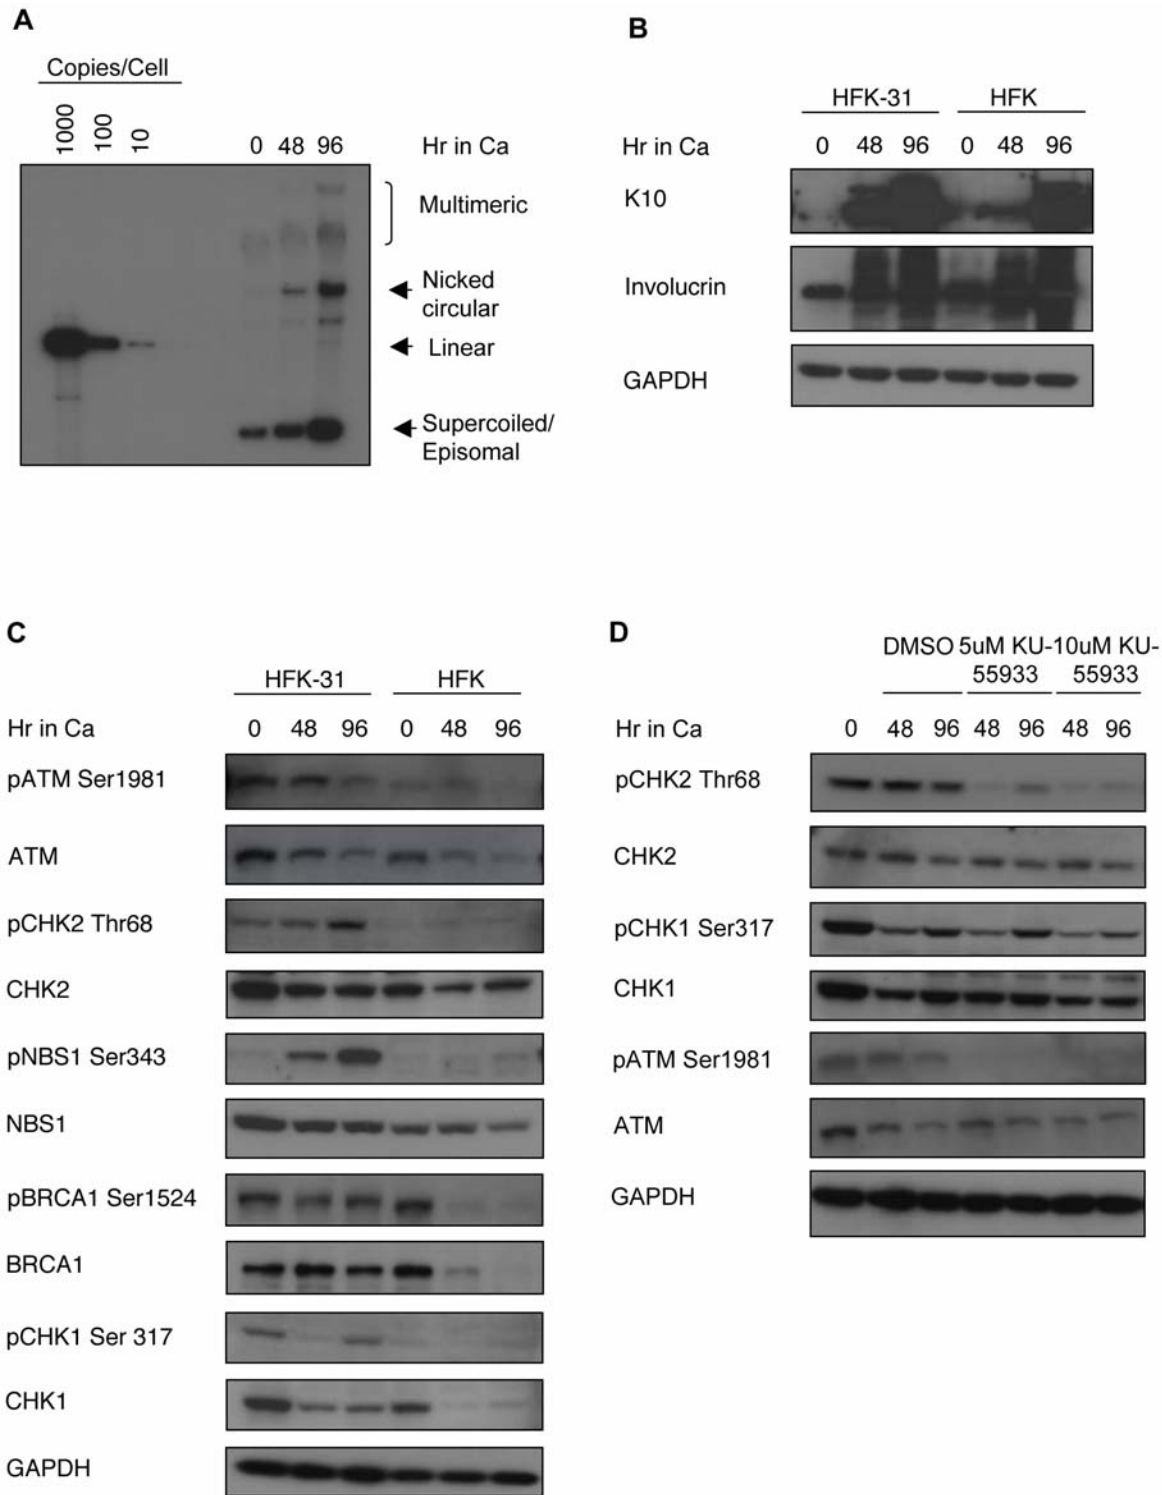 A
Copies/Cell
1000 100 10
0 48 96 Hr in Ca
Multimeric
Nicked
circular
Linear
Supercoiled/
Episomal
B
HFK-31 HFK
Hr in Ca 0 48 96 0 48 96
K10
Involucrin
GAPDH
C
HFK-31 HFK
Hr in Ca 0 48 96 0 48 96
pATM Ser1981
ATM
pCHK2 Thr68
CHK2
pNBS1 Ser343
NBS1
pBRCA1 Ser1524
BRCA1
pCHK1 Ser 317
CHK1
GAPDH
D
DMSO 5uM KU- 10uM KU-
55933 55933
Hr in Ca 0 48 96 48 96 48 96
pCHK2 Thr68
CHK2
pCHK1 Ser317
CHK1
pATM Ser1981
ATM
GAPDH